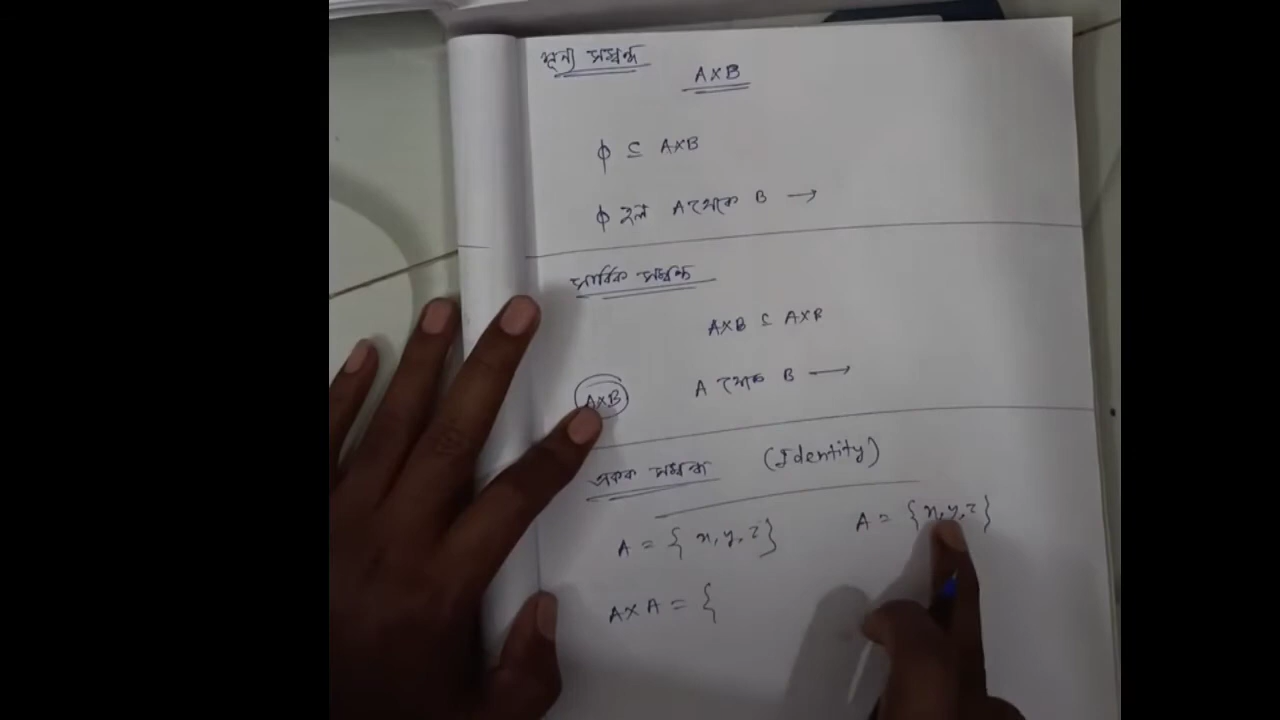 শূন্য সম্বন্ধ
A×B
ϕ ⊆ A×B
ϕ হল A থেকে B →
সার্বিক সম্বন্ধ
A×B ⊆ A×B
A×B A থেকে B →
একক সম্বন্ধ (Identity)
A = { x, y, z } A = { x, y, z }
A × A = {